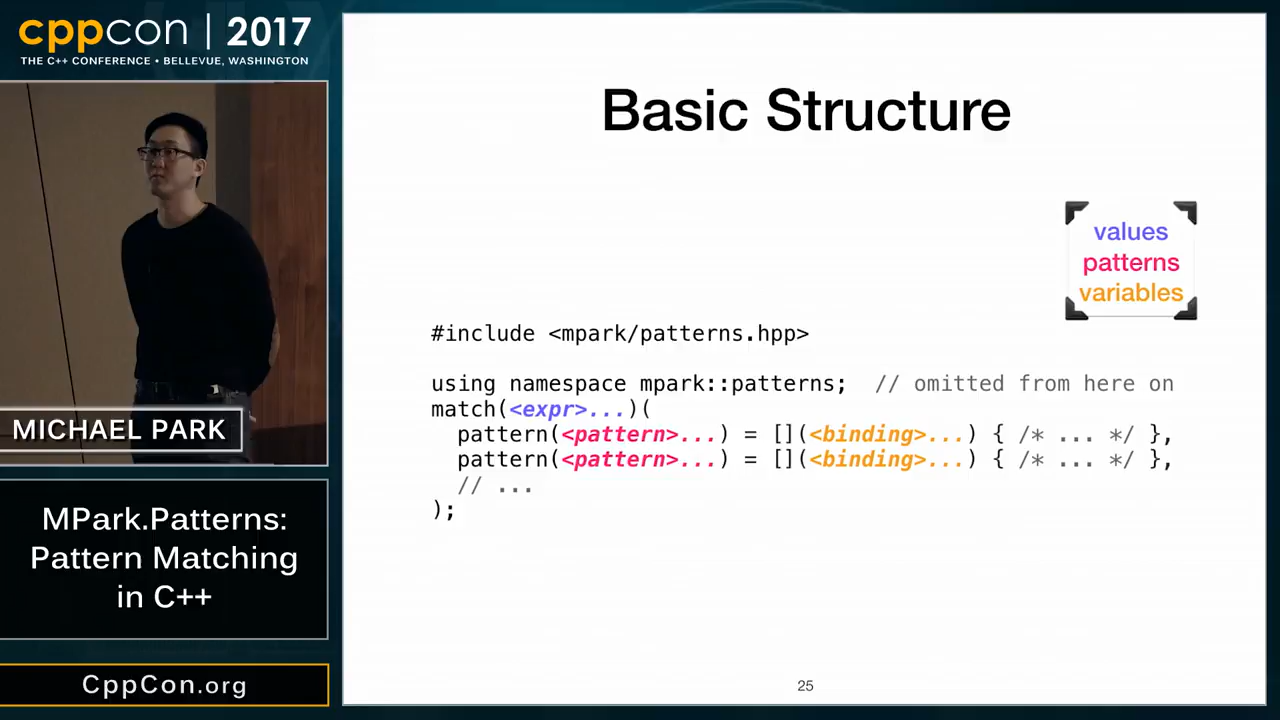 cppcon | 2017
THE C++ CONFERENCE • BELLEVUE, WASHINGTON
MICHAEL PARK
MPark.Patterns:
Pattern Matching
in C++
CppCon.org
Basic Structure
values
patterns
variables
#include <mpark/patterns.hpp>
using namespace mpark::patterns;  // omitted from here on
match(<expr>...)(
  pattern(<pattern>...) = [](<binding>...) { /* ... */ },
  pattern(<pattern>...) = [](<binding>...) { /* ... */ },
  // ...
);
25